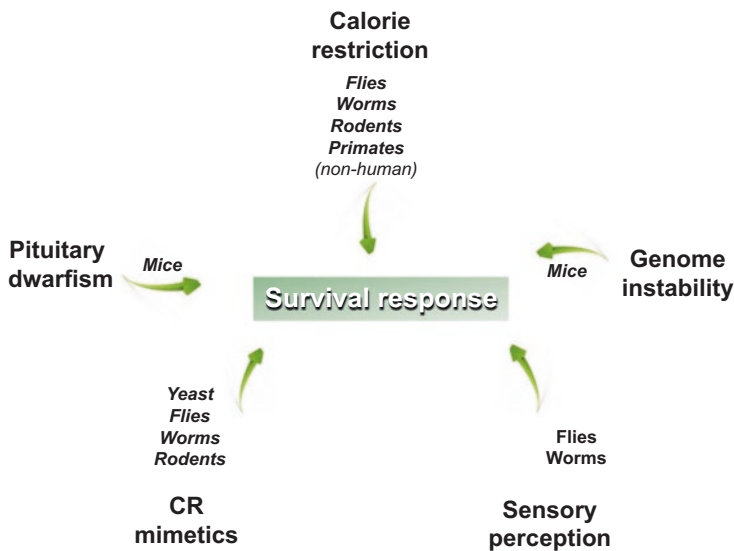 Calorie
restriction
Flies
Worms
Rodents
Primates
(non-human)
Pituitary
dwarfism
Mice
Survival response
Mice
Genome
instability
Yeast
Flies
Worms
Rodents
CR
mimetics
Flies
Worms
Sensory
perception